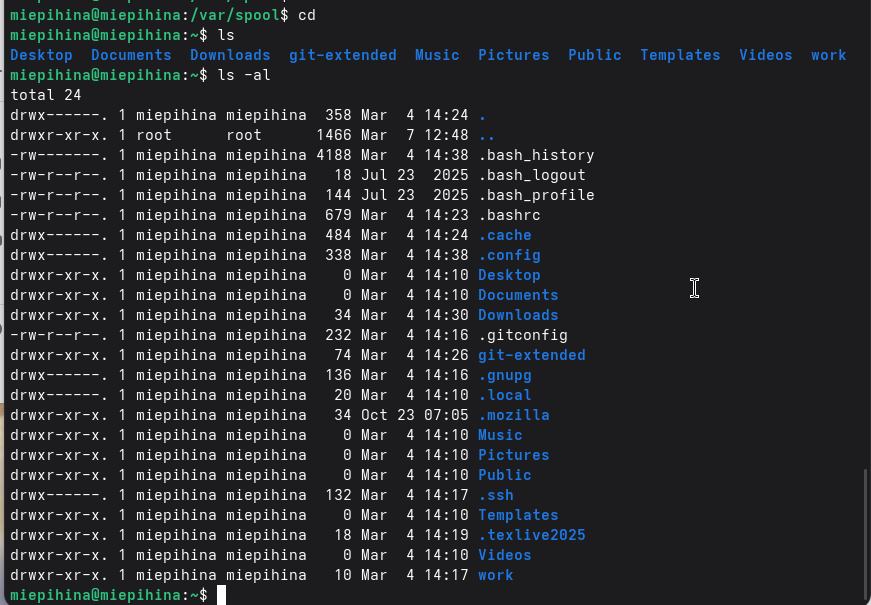 miepihina@miepihina:/var/spool$ cd
miepihina@miepihina:~$ ls
Desktop  Documents  Downloads  git-extended  Music  Pictures  Public  Templates  Videos  work
miepihina@miepihina:~$ ls -al
total 24
drwx------. 1 miepihina miepihina  358 Mar  4 14:24 .
drwxr-xr-x. 1 root      root      1466 Mar  7 12:48 ..
-rw-------. 1 miepihina miepihina 4188 Mar  4 14:38 .bash_history
-rw-r--r--. 1 miepihina miepihina   18 Jul 23  2025 .bash_logout
-rw-r--r--. 1 miepihina miepihina  144 Jul 23  2025 .bash_profile
-rw-r--r--. 1 miepihina miepihina  679 Mar  4 14:23 .bashrc
drwx------. 1 miepihina miepihina  484 Mar  4 14:24 .cache
drwx------. 1 miepihina miepihina  338 Mar  4 14:38 .config
drwxr-xr-x. 1 miepihina miepihina    0 Mar  4 14:10 Desktop
drwxr-xr-x. 1 miepihina miepihina    0 Mar  4 14:10 Documents
drwxr-xr-x. 1 miepihina miepihina   34 Mar  4 14:30 Downloads
-rw-r--r--. 1 miepihina miepihina  232 Mar  4 14:16 .gitconfig
drwxr-xr-x. 1 miepihina miepihina   74 Mar  4 14:26 git-extended
drwx------. 1 miepihina miepihina  136 Mar  4 14:16 .gnupg
drwx------. 1 miepihina miepihina   20 Mar  4 14:10 .local
drwxr-xr-x. 1 miepihina miepihina   34 Oct 23 07:05 .mozilla
drwxr-xr-x. 1 miepihina miepihina    0 Mar  4 14:10 Music
drwxr-xr-x. 1 miepihina miepihina    0 Mar  4 14:10 Pictures
drwxr-xr-x. 1 miepihina miepihina    0 Mar  4 14:10 Public
drwx------. 1 miepihina miepihina  132 Mar  4 14:17 .ssh
drwxr-xr-x. 1 miepihina miepihina    0 Mar  4 14:10 Templates
drwxr-xr-x. 1 miepihina miepihina   18 Mar  4 14:19 .texlive2025
drwxr-xr-x. 1 miepihina miepihina    0 Mar  4 14:10 Videos
drwxr-xr-x. 1 miepihina miepihina   10 Mar  4 14:17 work
miepihina@miepihina:~$